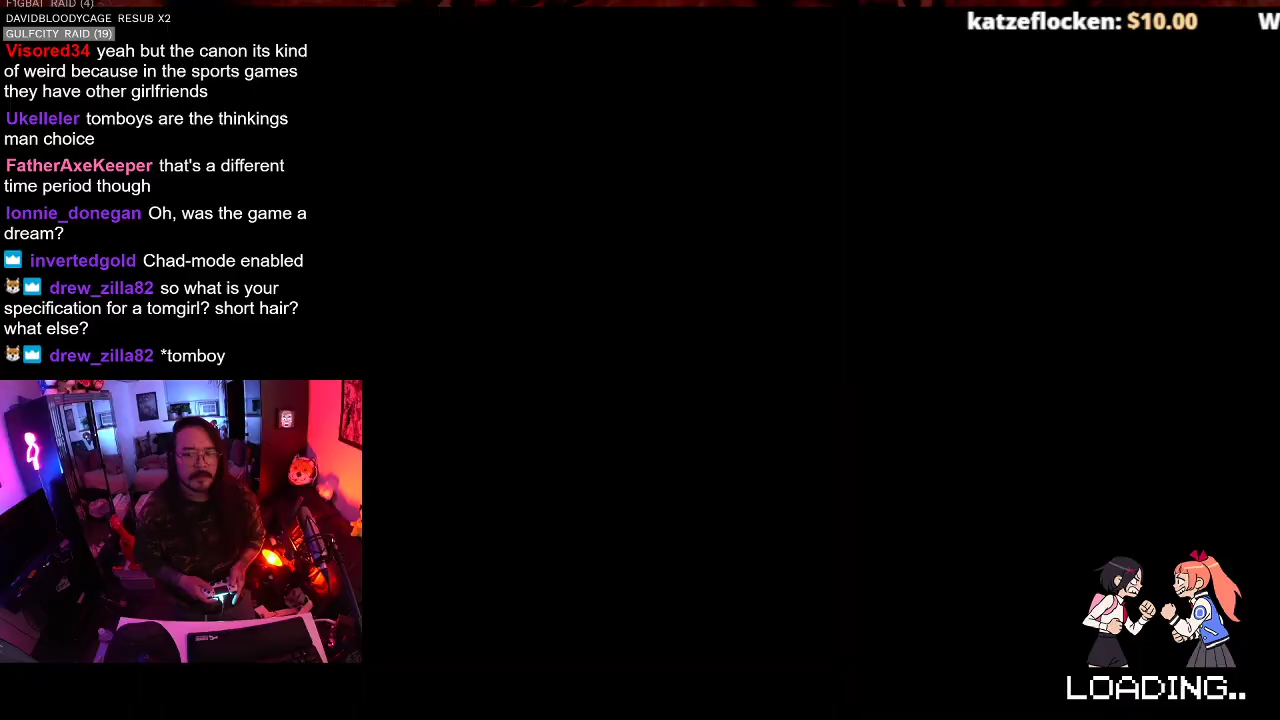 F1GBAT RAID (4)
DAVIDBLOODYCAGE RESUB X2
GULFCITY RAID (19)
katzeflocken: $10.00
W
Visored34 yeah but the canon its kind
of weird because in the sports games
they have other girlfriends
Ukelleler tomboys are the thinkings
man choice
FatherAxeKeeper that's a different
time period though
lonnie_donegan Oh, was the game a
dream?
invertedgold Chad-mode enabled
drew_zilla82 so what is your
specification for a tomgirl? short hair?
what else?
drew_zilla82 *tomboy
LOADING..